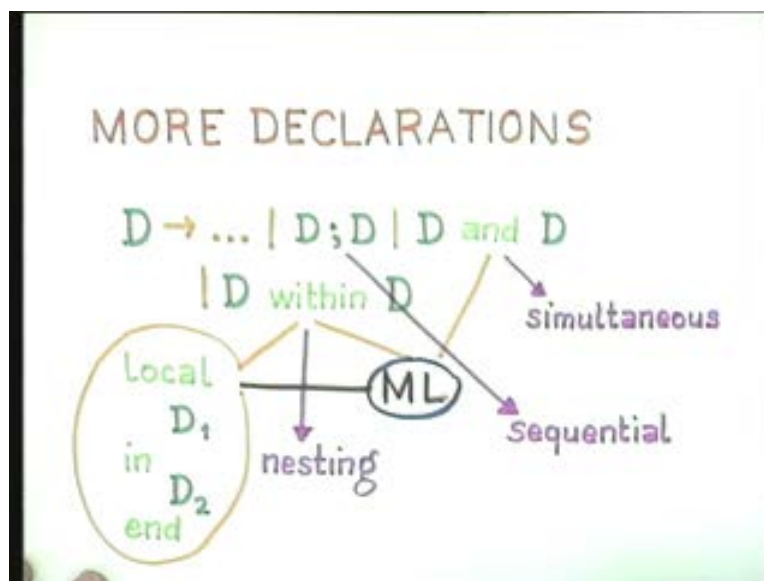 MORE DECLARATIONS
D → ... | D ; D | D and D
| D within D
simultaneous
local
D₁
in
D₂
end
ML
nesting
sequential